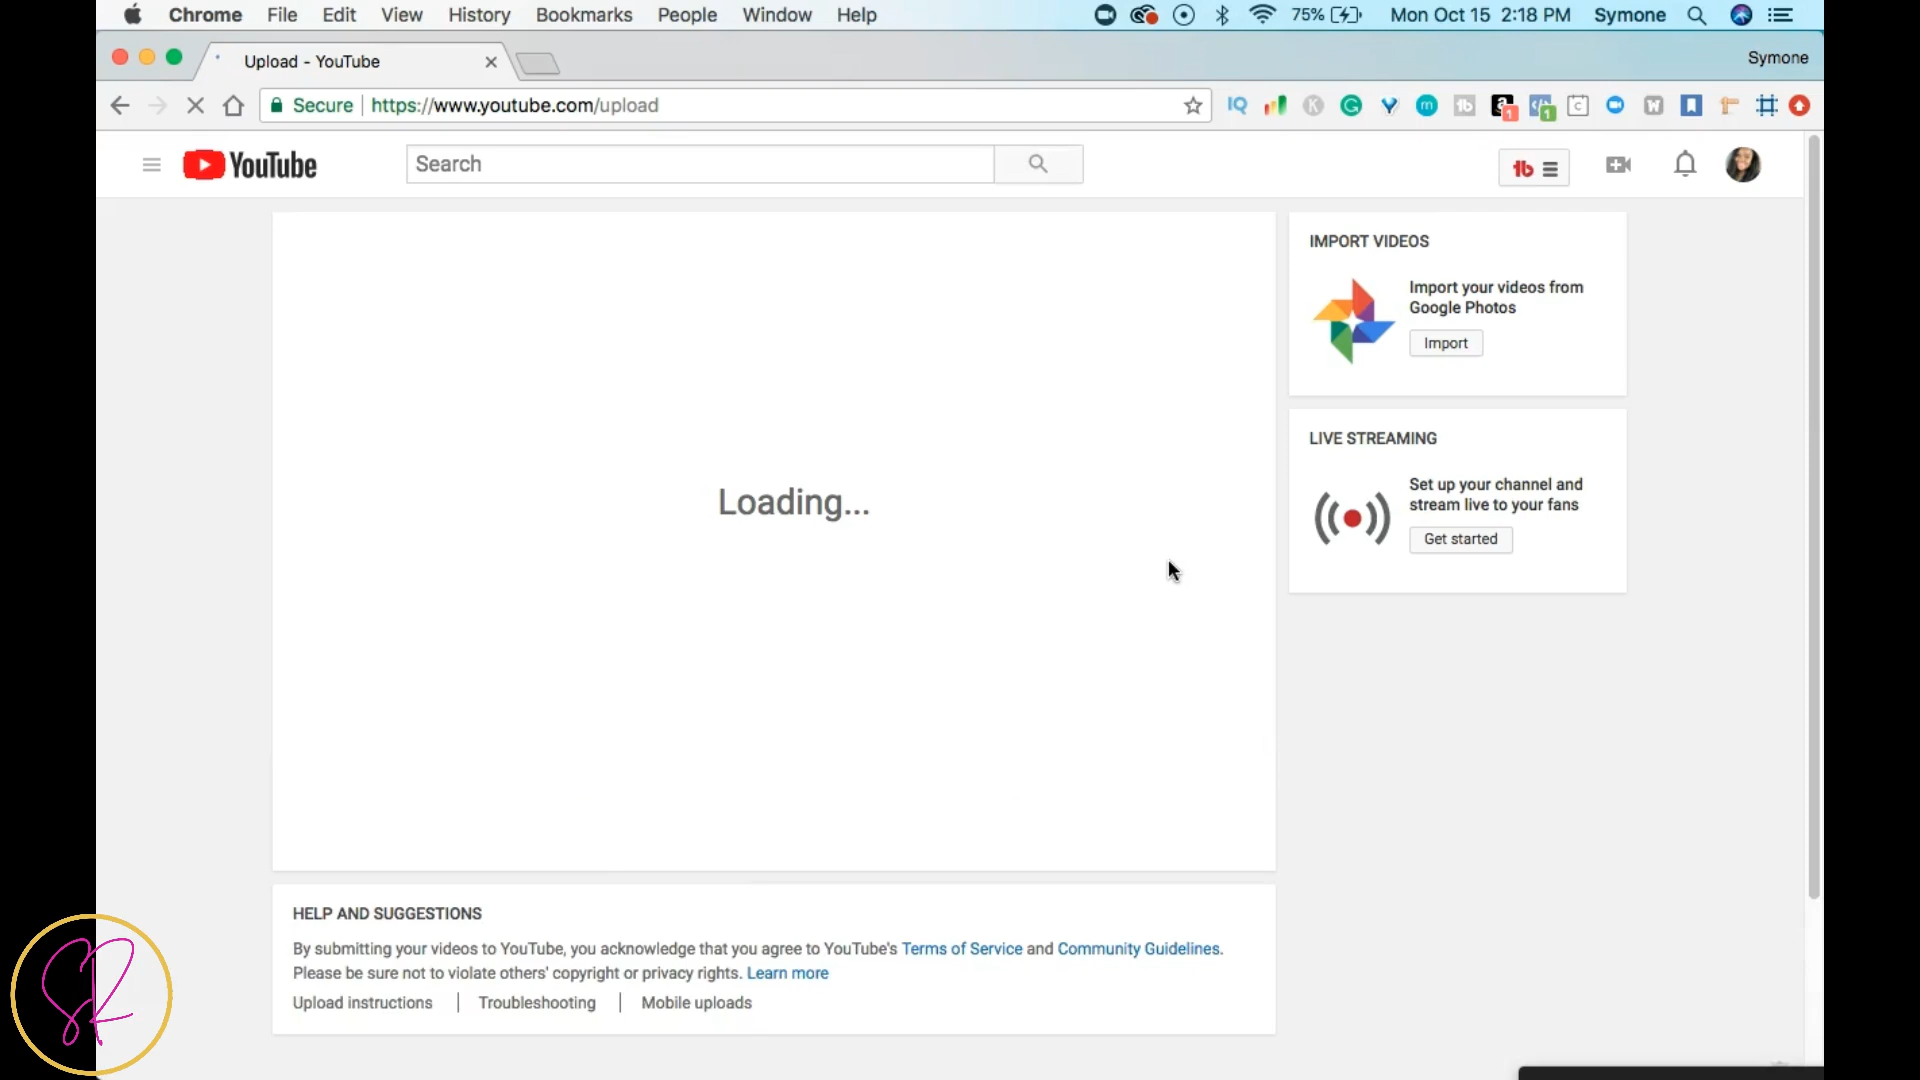 Chrome File Edit View History Bookmarks People Window Help 75% Mon Oct 15 2:18 PM Symone
Upload - YouTube
Symone
Secure https://www.youtube.com/upload
YouTube
Search
IMPORT VIDEOS
Import your videos from
Google Photos
Import
LIVE STREAMING
Set up your channel and
stream live to your fans
Get started
Loading...
HELP AND SUGGESTIONS
By submitting your videos to YouTube, you acknowledge that you agree to YouTube's Terms of Service and Community Guidelines.
Please be sure not to violate others' copyright or privacy rights. Learn more
Upload instructions | Troubleshooting | Mobile uploads
SR